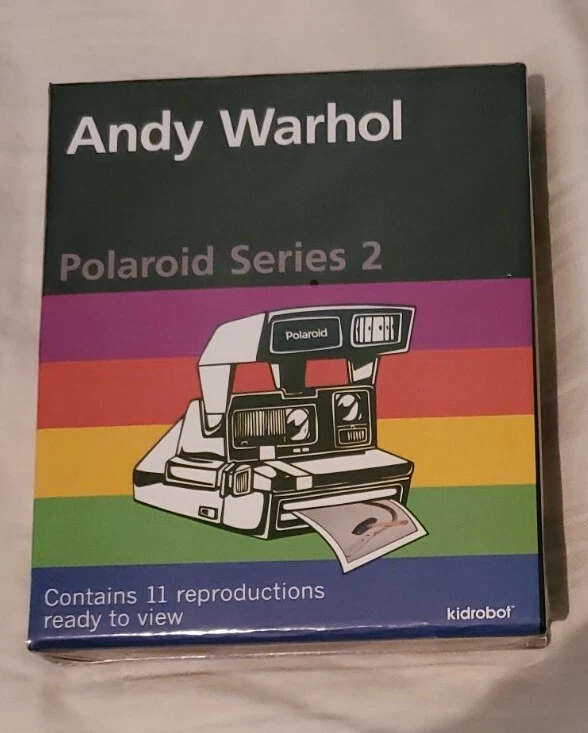 Andy Warhol
Polaroid Series 2
Polaroid
Contains 11 reproductions
ready to view
kidrobot